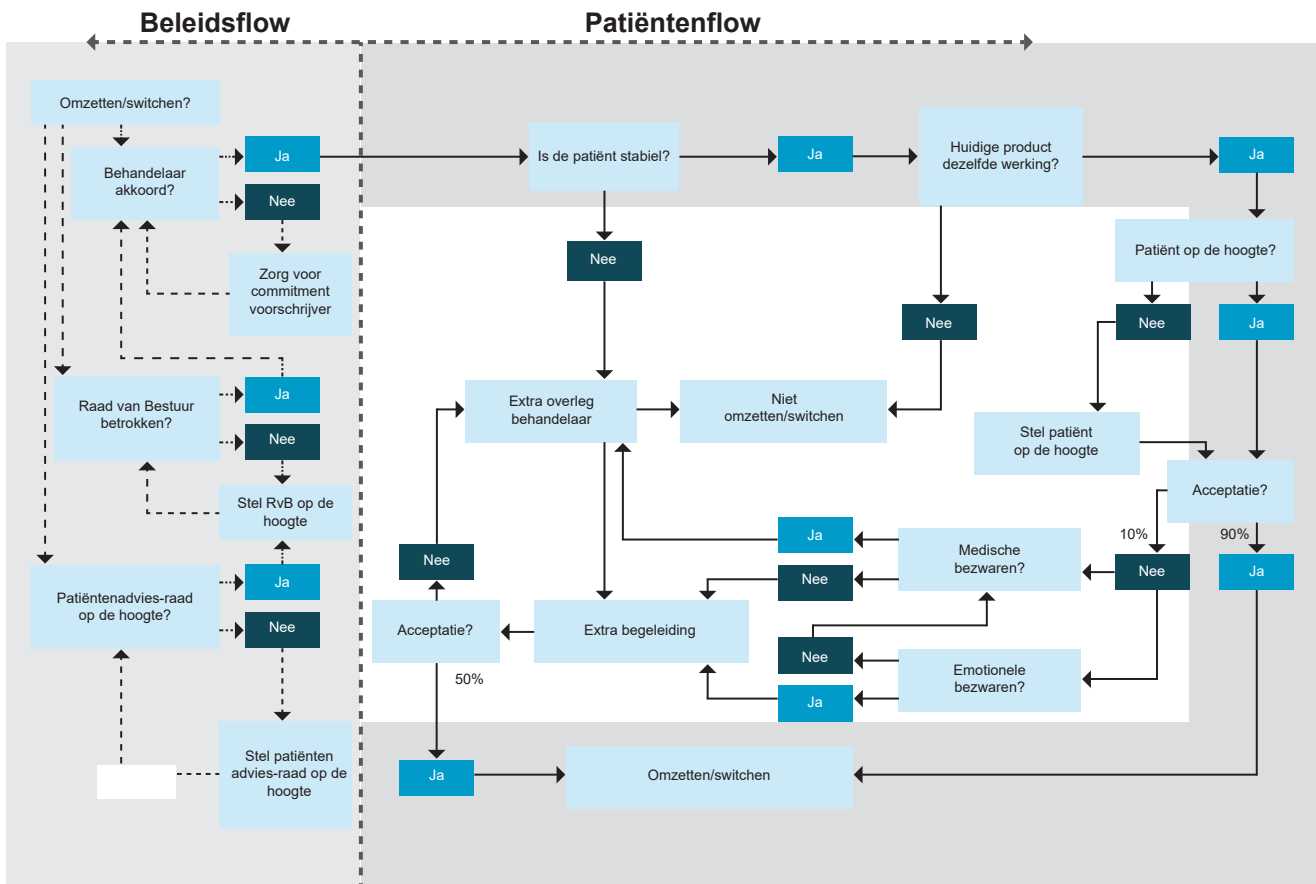 Beleidsflow
Patiëntenflow
Omzetten/switchen?
Behandelaar
akkoord?
Ja
Nee
Zorg voor
commitment
voorschrijver
Raad van Bestuur
betrokken?
Ja
Nee
Stel RvB op de
hoogte
Patiëntenadvies-raad
op de hoogte?
Ja
Nee
Stel patiënten
advies-raad op de
hoogte
Is de patiënt stabiel?
Ja
Huidige product
dezelfde werking?
Ja
Nee
Nee
Patiënt op de hoogte?
Nee
Ja
Extra overleg
behandelaar
Niet
omzetten/switchen
Stel patiënt
op de hoogte
Acceptatie?
10%
90%
Nee
Ja
Ja
Nee
Medische
bezwaren?
Nee
Ja
Emotionele
bezwaren?
Extra begeleiding
Acceptatie?
Nee
50%
Ja
Omzetten/switchen